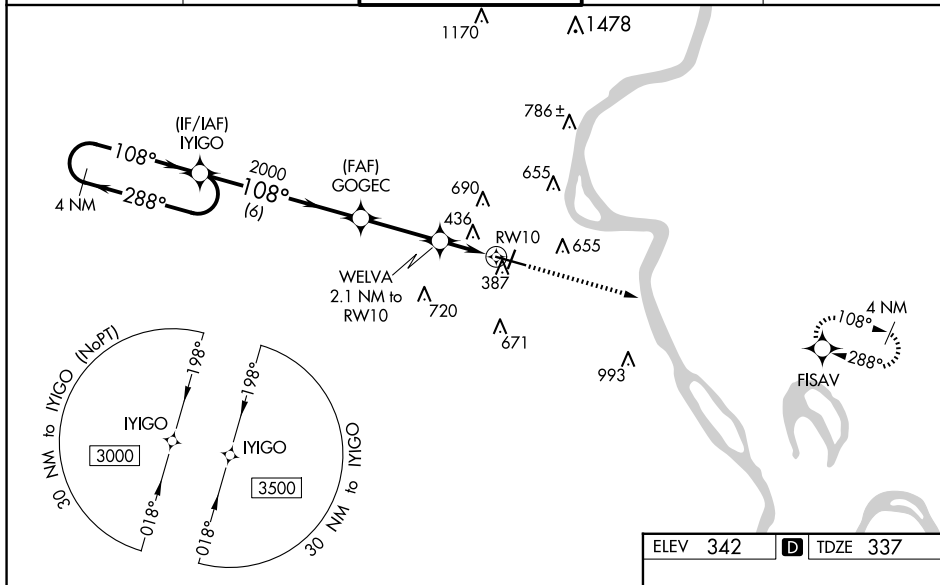 1170
1478
786±
(IF/IAF)
IYIGO
108°
288°
4 NM
2000
108°
(6)
(FAF)
GOGEC
690
655
436
RW10
655
387
WELVA
2.1 NM to
RW10
720
671
993
4 NM
108°
288°
FISAV
30 NM to IYIGO (NoPT)
198°
IYIGO
3000
018°
198°
IYIGO
3500
018°
30 NM to IYIGO
ELEV 342 D TDZE 337